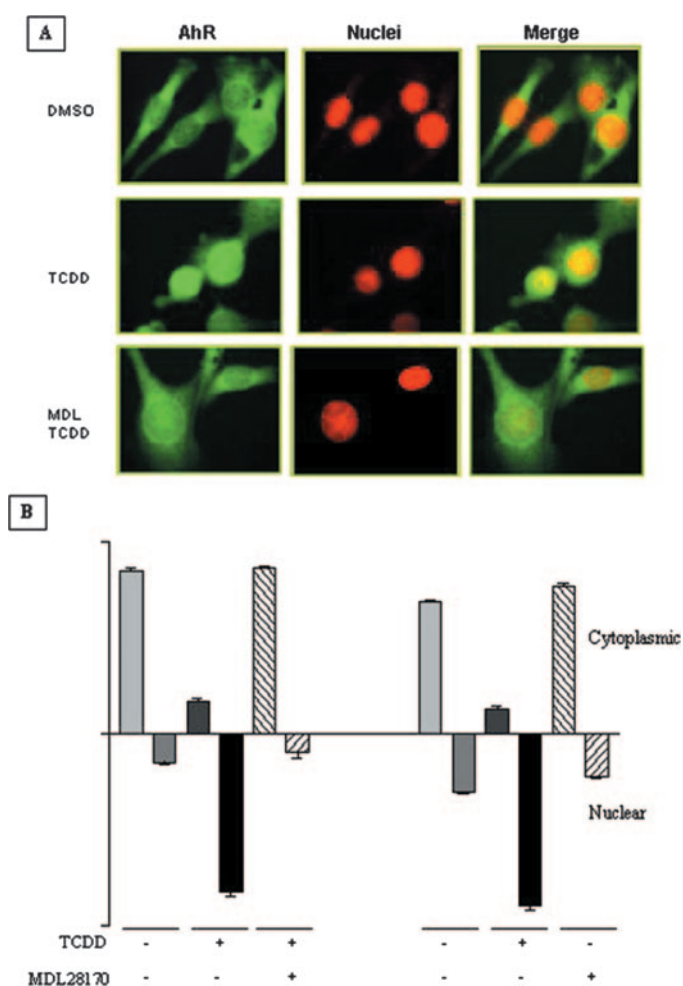 A
AhR Nuclei Merge
DMSO
TCDD
MDL
TCDD
B
Cytoplasmic
Nuclear
TCDD - + + - + -
MDL28170 - - + - - +